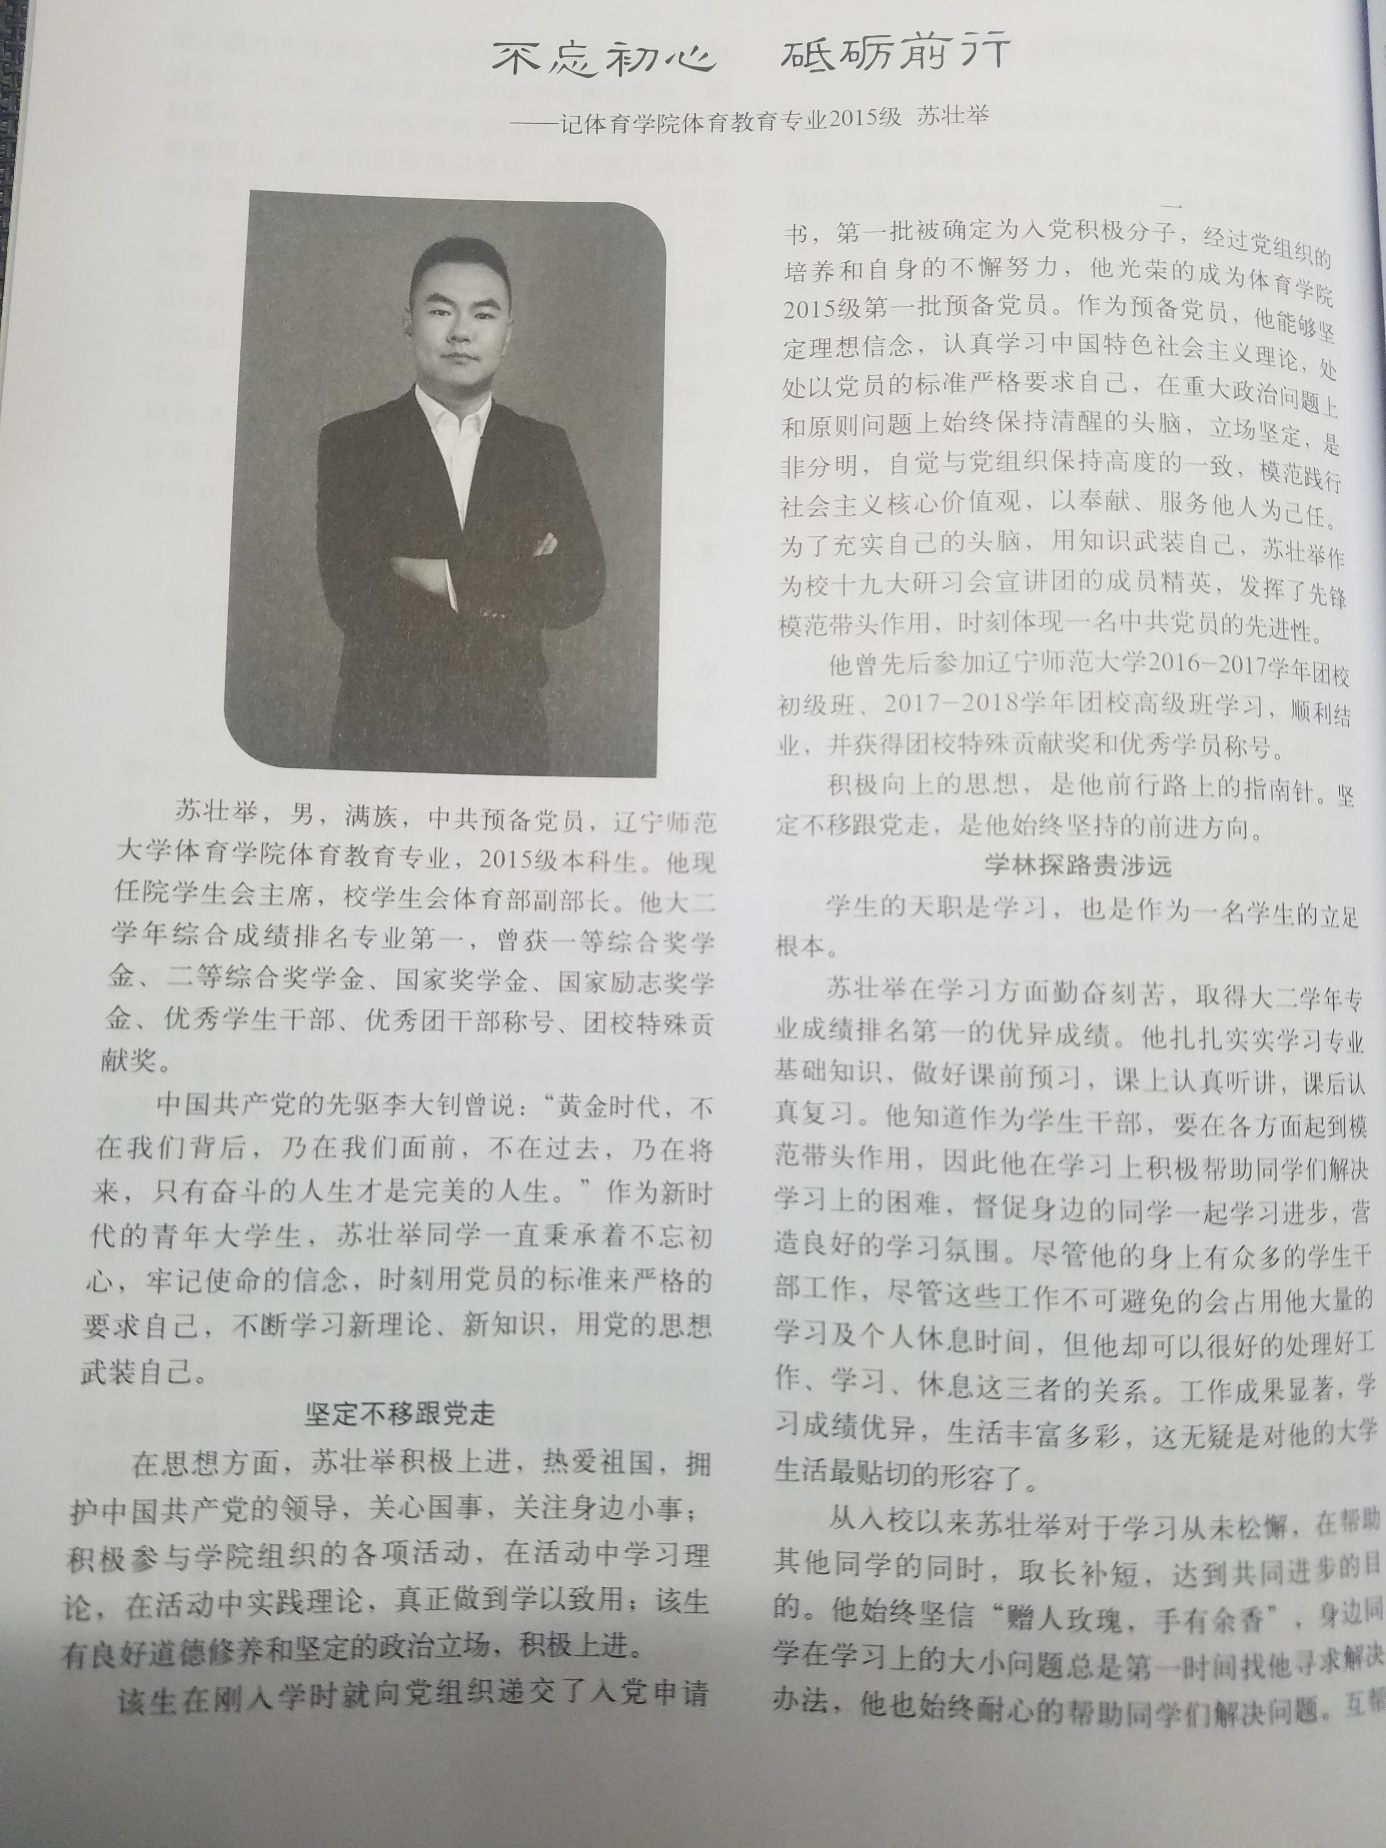 不忘初心 砥砺前行
——记体育学院体育教育专业2015级 苏壮举
苏壮举，男，满族，中共预备党员，辽宁师范
大学体育学院体育教育专业，2015级本科生。他现
任院学生会主席，校学生会体育部副部长。他大二
学年综合成绩排名专业第一，曾获一等综合奖学
金、二等综合奖学金、国家奖学金、国家励志奖学
金、优秀学生干部、优秀团干部称号、团校特殊贡
献奖。
中国共产党的先驱李大钊曾说：“黄金时代，不
在我们背后，乃在我们面前，不在过去，乃在将
来，只有奋斗的人生才是完美的人生。”作为新时
代的青年大学生，苏壮举同学一直秉承着不忘初
心，牢记使命的信念，时刻用党员的标准来严格的
要求自己，不断学习新理论、新知识，用党的思想
武装自己。
坚定不移跟党走
在思想方面，苏壮举积极上进，热爱祖国，拥
护中国共产党的领导，关心国事，关注身边小事；
积极参与学院组织的各项活动，在活动中学习理
论，在活动中实践理论，真正做到学以致用；该生
有良好道德修养和坚定的政治立场，积极上进。
该生在刚入学时就向党组织递交了入党申请
书，第一批被确定为入党积极分子，经过党组织的
培养和自身的不懈努力，他光荣的成为体育学院
2015级第一批预备党员。作为预备党员，他能够坚
定理想信念，认真学习中国特色社会主义理论，处
处以党员的标准严格要求自己，在重大政治问题上
和原则问题上始终保持清醒的头脑，立场坚定，是
非分明，自觉与党组织保持高度的一致，模范践行
社会主义核心价值观，以奉献、服务他人为己任。
为了充实自己的头脑，用知识武装自己，苏壮举作
为校十九大研习会宣讲团的成员精英，发挥了先锋
模范带头作用，时刻体现一名中共党员的先进性。
他曾先后参加辽宁师范大学2016-2017学年团校
初级班、2017-2018学年团校高级班学习，顺利结
业，并获得团校特殊贡献奖和优秀学员称号。
积极向上的思想，是他前行路上的指南针。坚
定不移跟党走，是他始终坚持的前进方向。
学林探路贵涉远
学生的天职是学习，也是作为一名学生的立足
根本。
苏壮举在学习方面勤奋刻苦，取得大二学年专
业成绩排名第一的优异成绩。他扎扎实实学习专业
基础知识，做好课前预习，课上认真听讲，课后认
真复习。他知道作为学生干部，要在各方面起到模
范带头作用，因此他在学习上积极帮助同学们解决
学习上的困难，督促身边的同学一起学习进步，营
造良好的学习氛围。尽管他的身上有众多的学生干
部工作，尽管这些工作不可避免的会占用他大量的
学习及个人休息时间，但他却可以很好的处理好工
作、学习、休息这三者的关系。工作成果显著，学
习成绩优异，生活丰富多彩，这无疑是对他的大学
生活最贴切的形容了。
从入校以来苏壮举对于学习从未松懈，在帮助
其他同学的同时，取长补短，达到共同进步的目
的。他始终坚信“赠人玫瑰，手有余香”，身边同
学在学习上的大小问题总是第一时间找他寻求解决
办法，他也始终耐心的帮助同学们解决问题。互帮